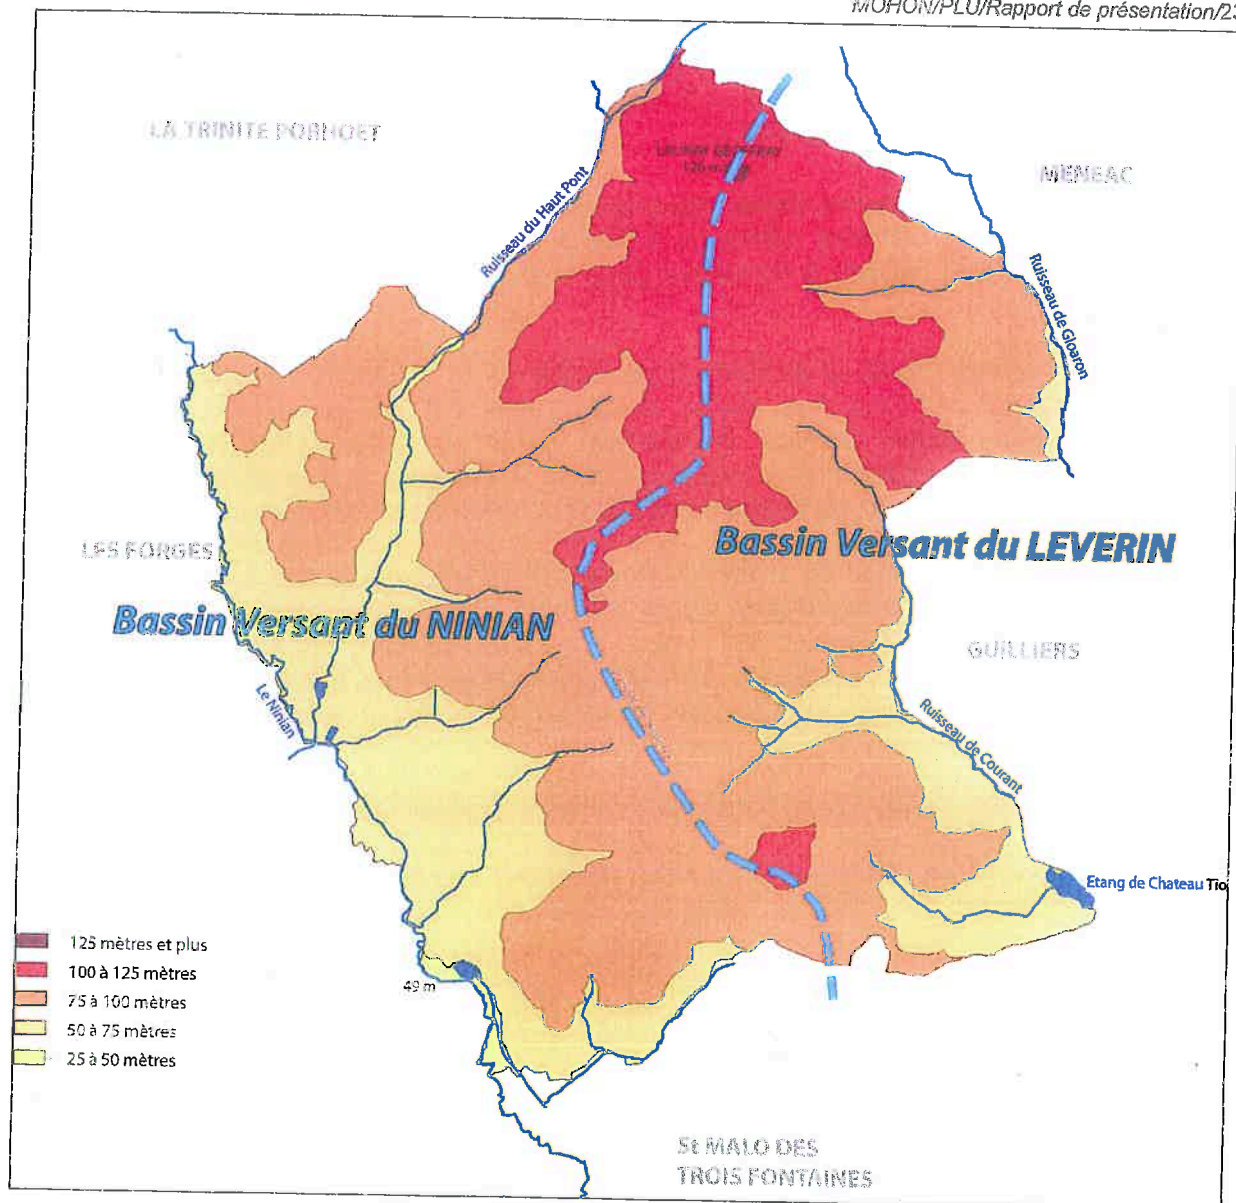 MOHON/PLU/Rapport de présentation/23
LA TRINITE PORHOET
MENEAC
Ruisseau du Haut Pont
Ruisseau de Gloaron
Bassin Versant du LEVERIN
LES FORGES
Bassin Versant du NINIAN
GUILLIERS
Le Ninian
Ruisseau de Courant
Etang de Chateau Tio
125 mètres et plus
100 à 125 mètres
75 à 100 mètres
50 à 75 mètres
25 à 50 mètres
49 m
St MALO DES
TROIS FONTAINES